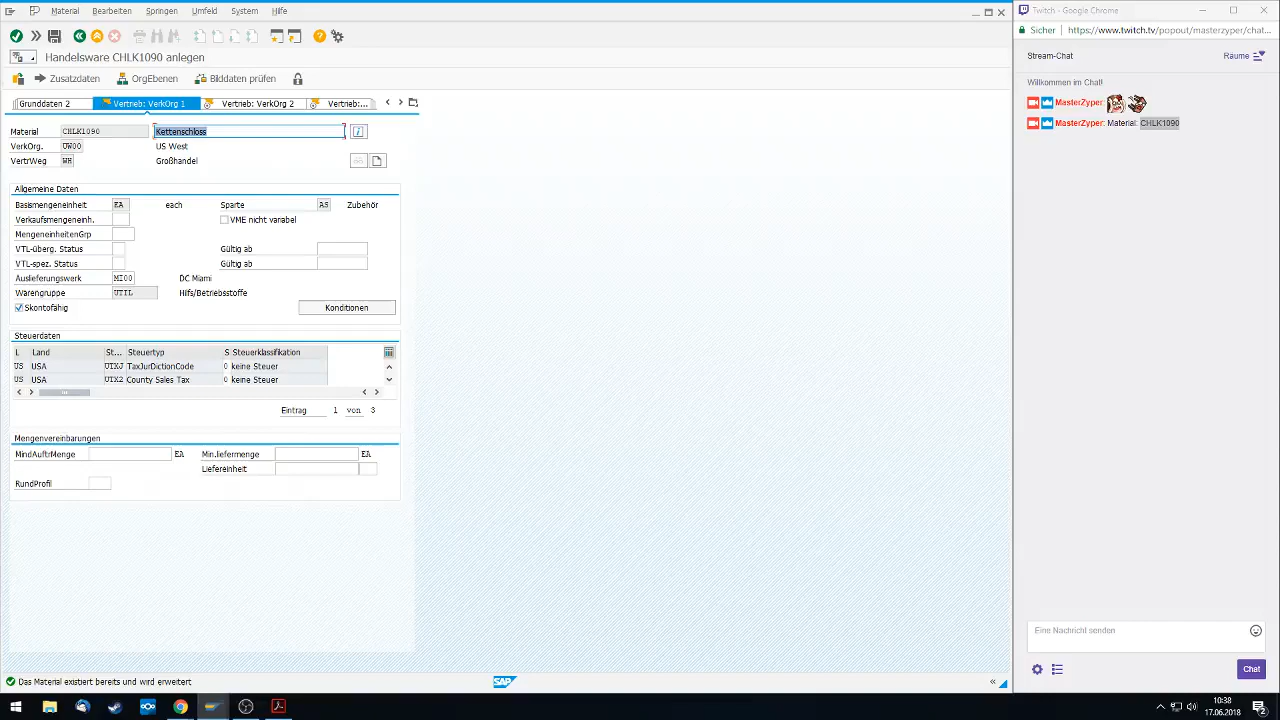 Material Bearbeiten Springen Umfeld System Hilfe
Handelsware CHLK1090 anlegen
Zusatzdaten OrgEbenen Bilddaten prüfen
Grunddaten 2 Vertrieb: VerkOrg 1 Vertrieb: VerkOrg 2 Vertrieb:...
Material CHLK1090 Kettenschloss
VerkOrg. UW00 US West
VertrWeg WH Großhandel
Allgemeine Daten
Basismengeneinheit EA each Sparte AS Zubehör
Verkaufsmengeneinh. VME nicht variabel
MengeneinheitenGrp
VTL-überg. Status Gültig ab
VTL-spez. Status Gültig ab
Auslieferungswerk MI00 DC Miami
Warengruppe UTIL Hilfs/Betriebsstoffe
Skontofähig Konditionen
Steuerdaten
L Land St... Steuertyp S Steuerklassifikation
US USA UTXJ TaxJurDictionCode 0 keine Steuer
US USA UTX2 County Sales Tax 0 keine Steuer
Eintrag 1 von 3
Mengenvereinbarungen
MindAuftrMenge EA Min.liefermenge EA
Liefereinheit
RundProfil
Das Material existiert bereits und wird erweitert
SAP
Twitch - Google Chrome
Sicher https://www.twitch.tv/popout/masterzyper/chat...
Stream-Chat Räume
Willkommen im Chat!
MasterZyper:
MasterZyper: Material: CHLK1090
Eine Nachricht senden
Chat
10:38
17.06.2018
2